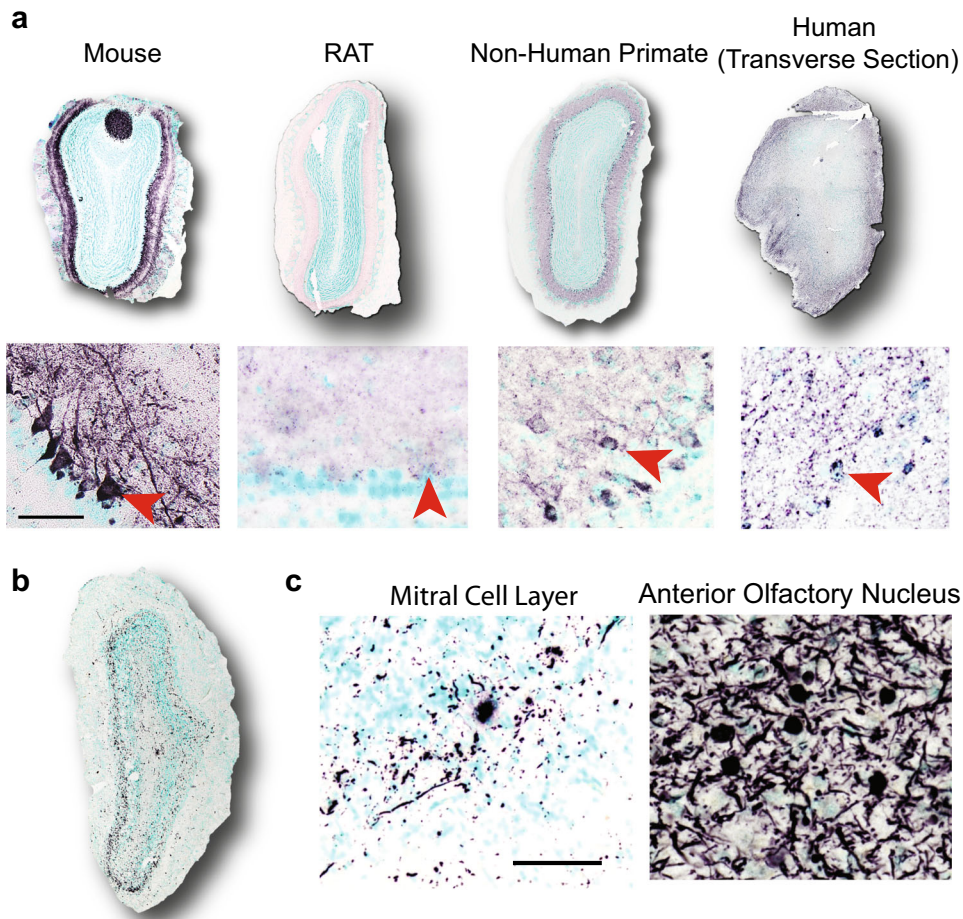 a
Mouse
RAT
Non-Human Primate
Human
(Transverse Section)
b
c
Mitral Cell Layer
Anterior Olfactory Nucleus